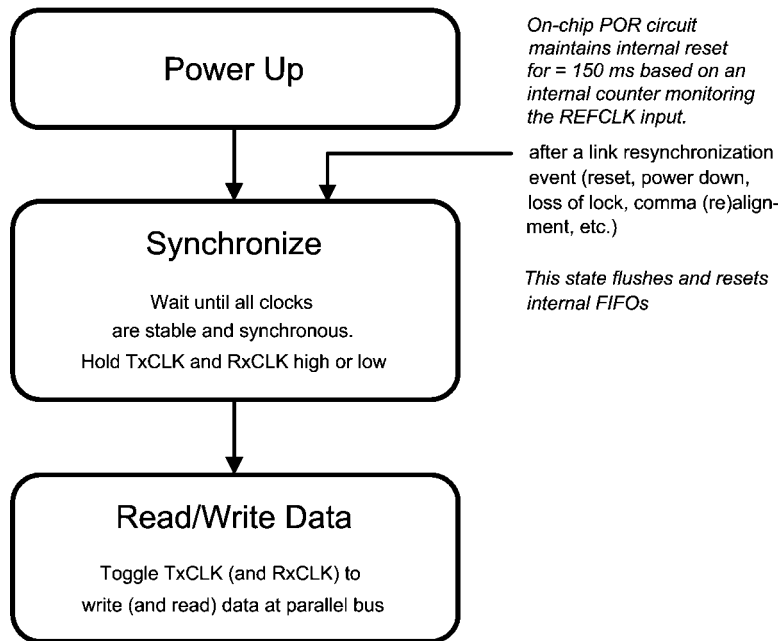 Power Up
On-chip POR circuit
maintains internal reset
for = 150 ms based on an
internal counter monitoring
the REFCLK input.
after a link resynchronization
event (reset, power down,
loss of lock, comma (re)align-
ment, etc.)
Synchronize
Wait until all clocks
are stable and synchronous.
Hold TxCLK and RxCLK high or low
This state flushes and resets
internal FIFOs
Read/Write Data
Toggle TxCLK (and RxCLK) to
write (and read) data at parallel bus